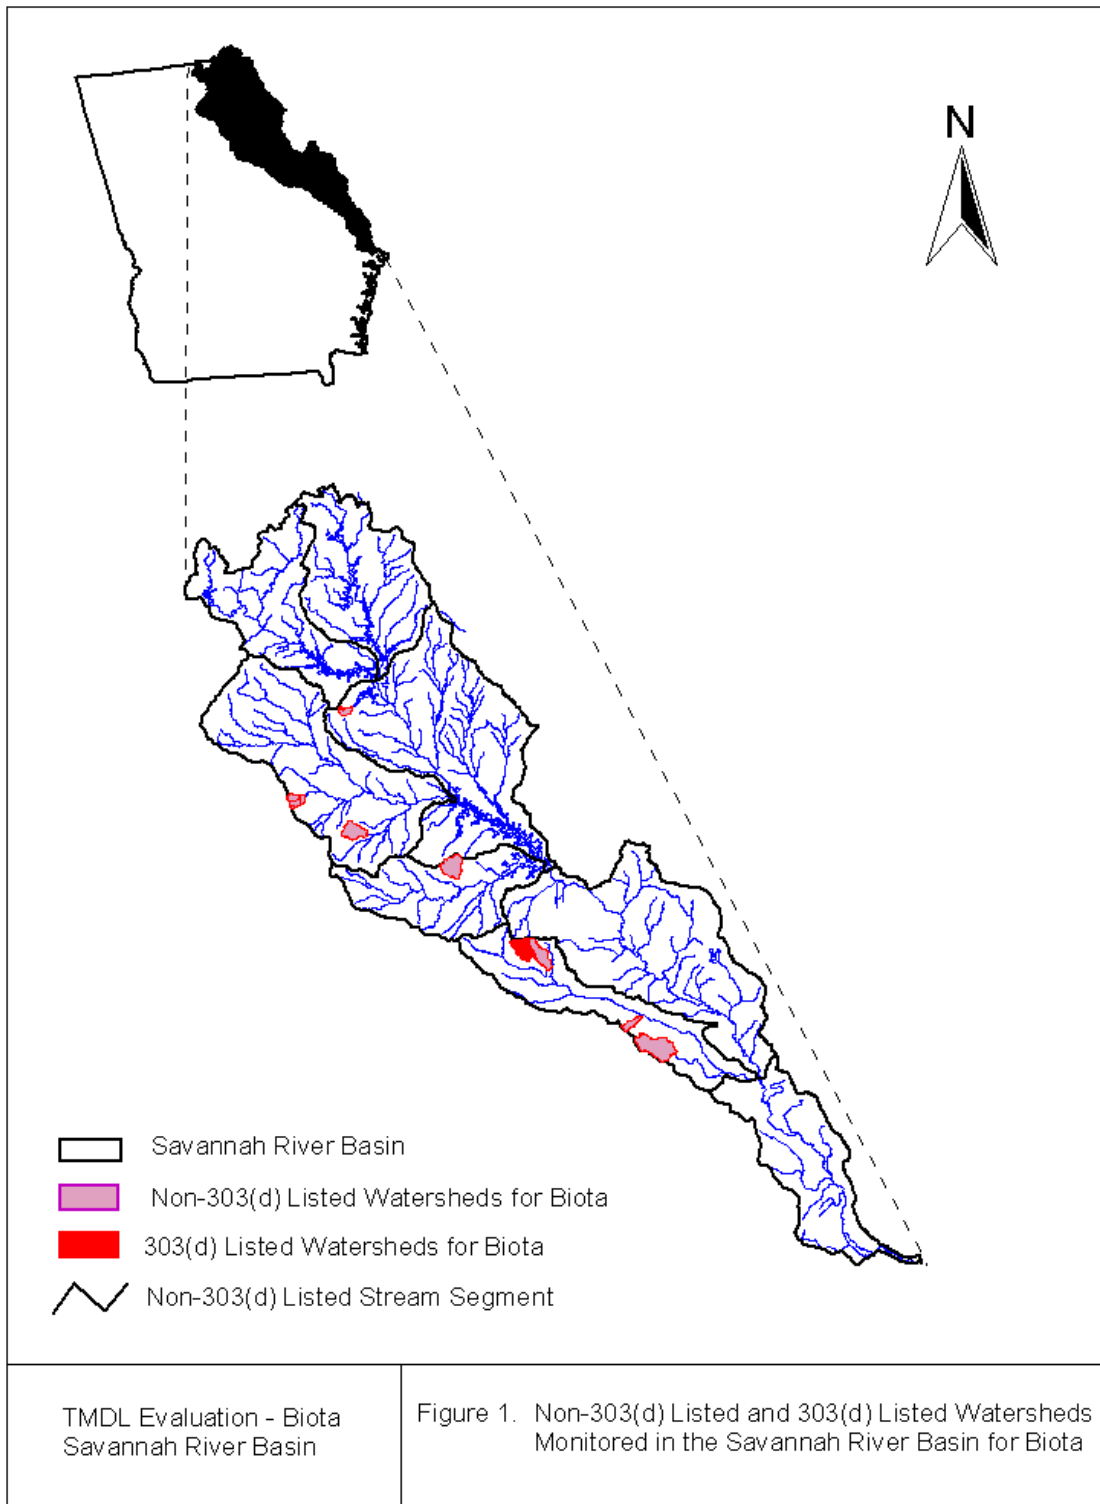 N
Savannah River Basin
Non-303(d) Listed Watersheds for Biota
303(d) Listed Watersheds for Biota
Non-303(d) Listed Stream Segment
TMDL Evaluation - Biota
Savannah River Basin
Figure 1. Non-303(d) Listed and 303(d) Listed Watersheds
Monitored in the Savannah River Basin for Biota